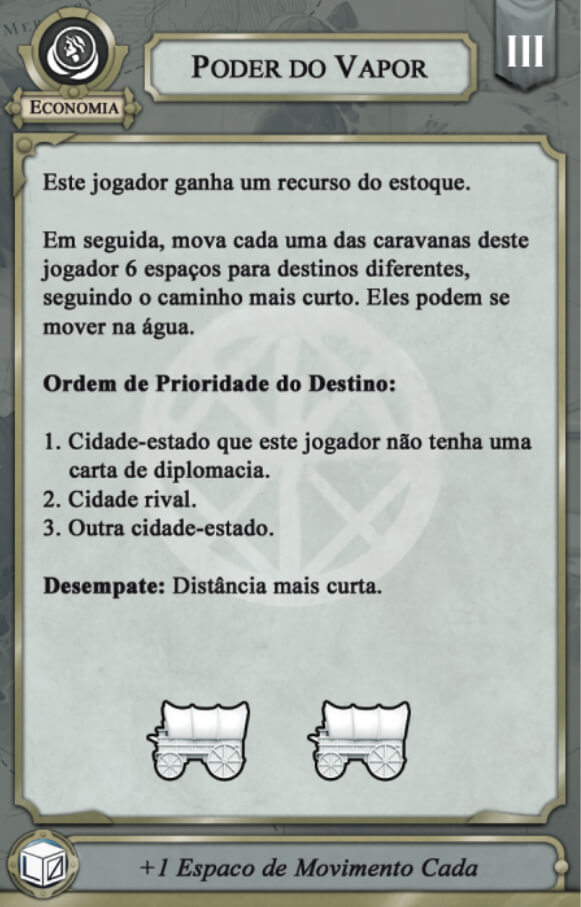 PODER DO VAPOR
III
ECONOMIA
Este jogador ganha um recurso do estoque.
Em seguida, mova cada uma das caravanas deste
jogador 6 espaços para destinos diferentes,
seguindo o caminho mais curto. Eles podem se
mover na água.
Ordem de Prioridade do Destino:
1. Cidade-estado que este jogador não tenha uma
carta de diplomacia.
2. Cidade rival.
3. Outra cidade-estado.
Desempate: Distância mais curta.
+1 Espaco de Movimento Cada